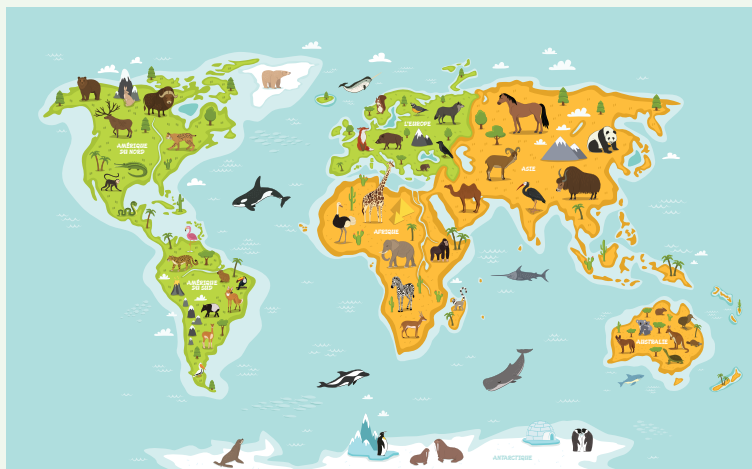 AMÉRIQUE
DU NORD
L'EUROPE
ASIE
AFRIQUE
AMÉRIQUE
DU SUD
AUSTRALIE
ANTARCTIQUE